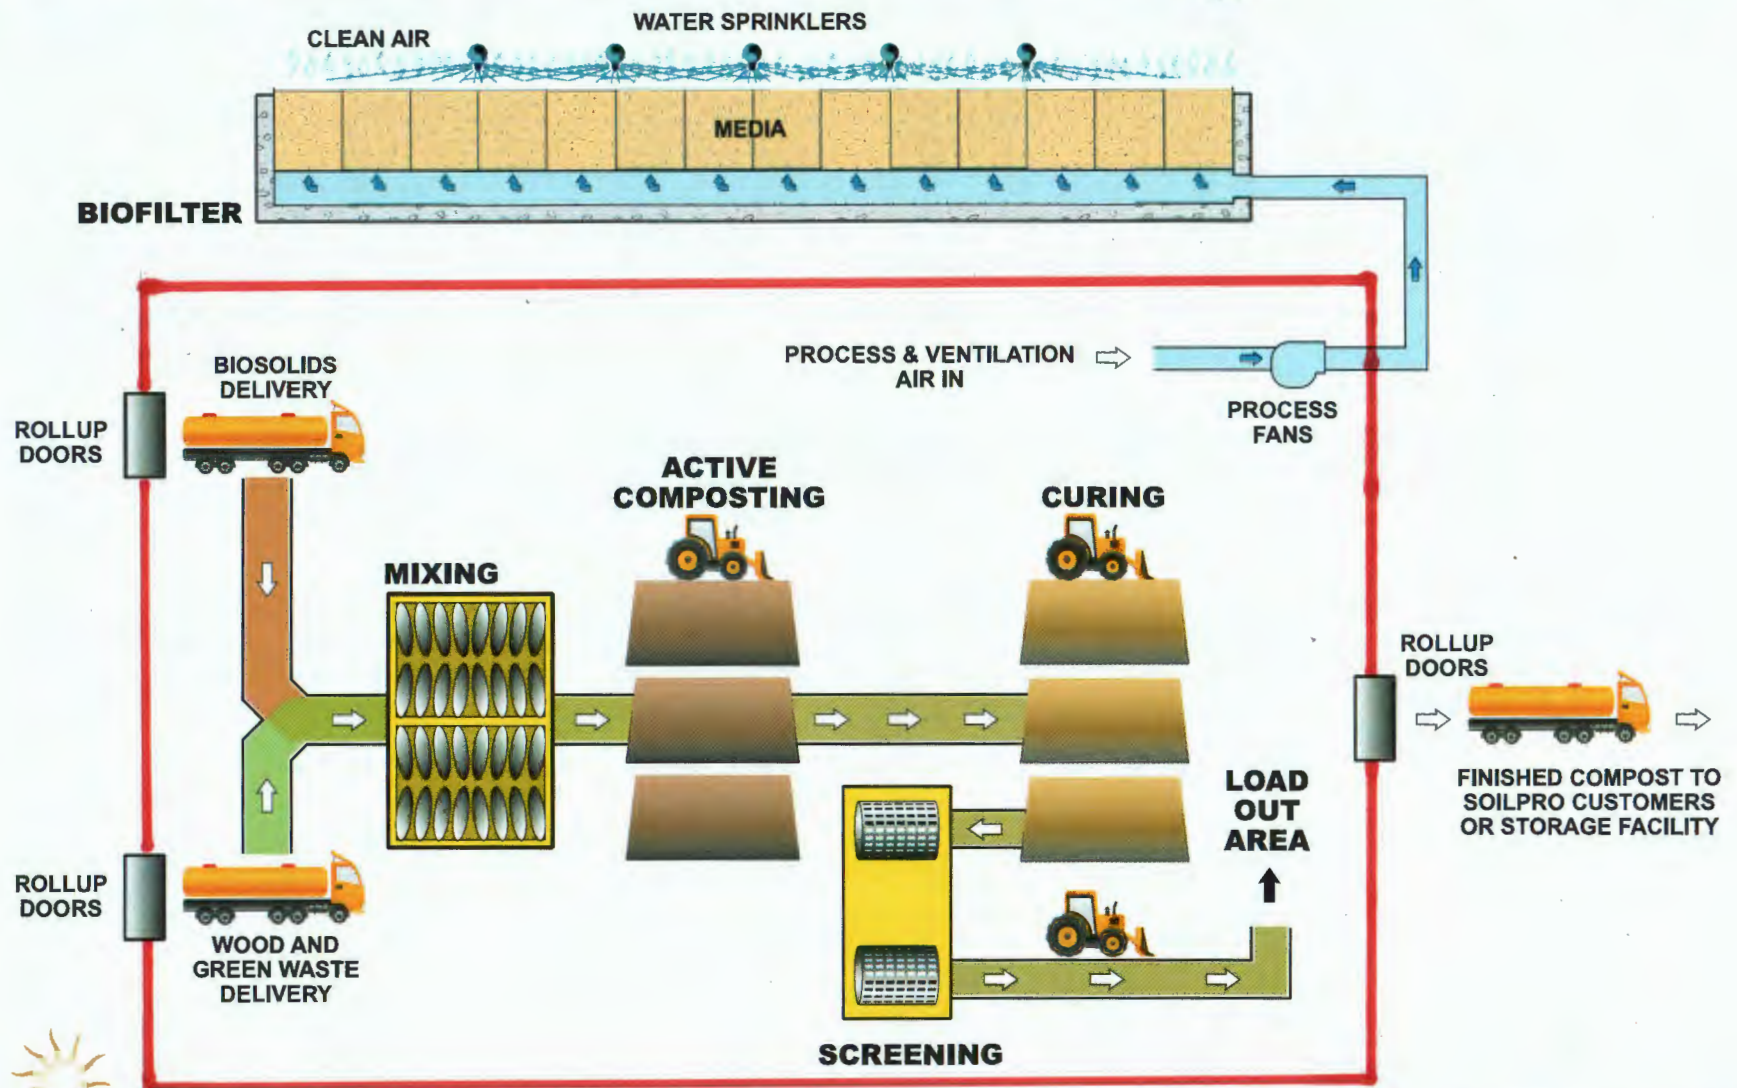 CLEAN AIR
WATER SPRINKLERS
MEDIA
BIOFILTER
PROCESS & VENTILATION
AIR IN
PROCESS
FANS
BIOSOLIDS
DELIVERY
ROLLUP
DOORS
ACTIVE
COMPOSTING
CURING
MIXING
ROLLUP
DOORS
FINISHED COMPOST TO
SOILPRO CUSTOMERS
OR STORAGE FACILITY
LOAD
OUT
AREA
ROLLUP
DOORS
WOOD AND
GREEN WASTE
DELIVERY
SCREENING